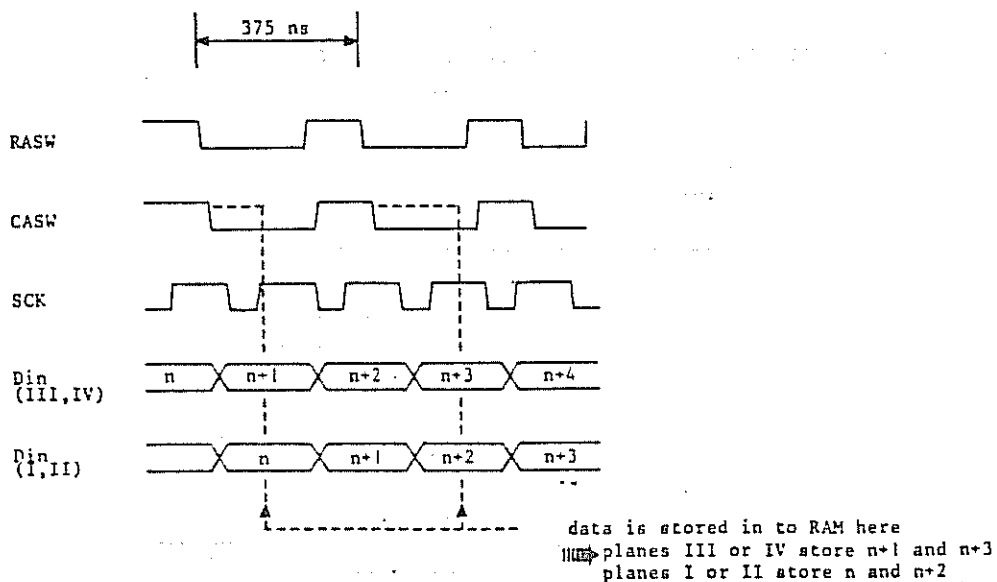 375 ns
RASW
CASW
SCK
Din
(III,IV)
n n+1 n+2 n+3 n+4
Din
(I,II)
n n+1 n+2 n+3
data is stored in to RAM here
planes III or IV store n+1 and n+3
planes I or II store n and n+2